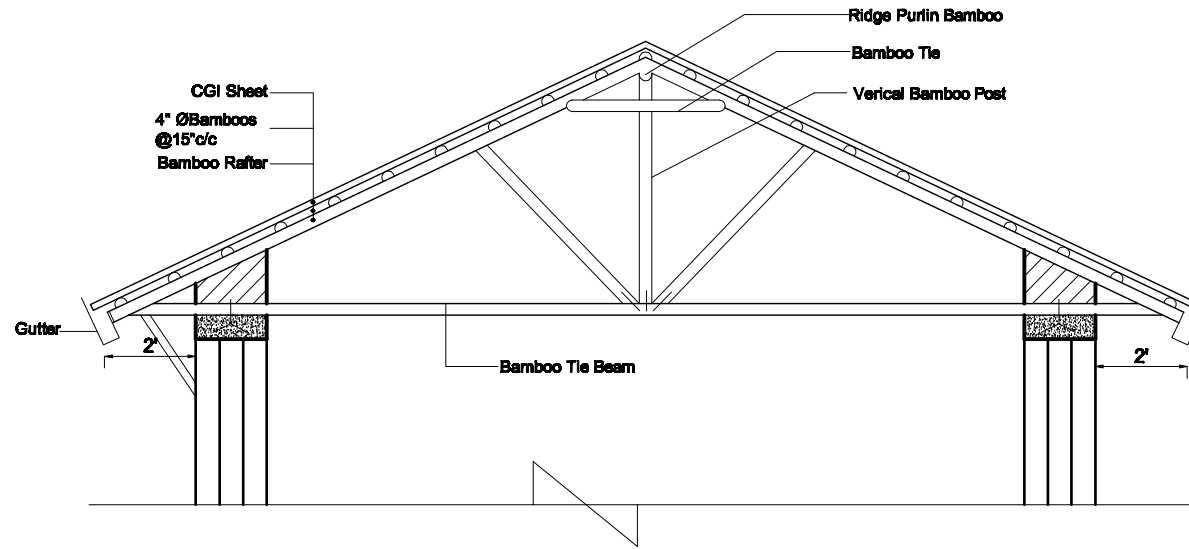 Ridge Purlin Bamboo
Bamboo Tie
Verical Bamboo Post
CGI Sheet
4" ØBamboos
@15"c/c
Bamboo Rafter
Gutter
2'
2'
Bamboo Tie Beam